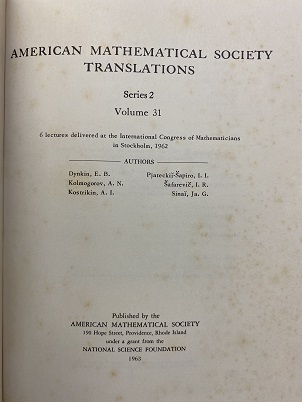 AMERICAN MATHEMATICAL SOCIETY
TRANSLATIONS
Series 2
Volume 31
6 lectures delivered at the International Congress of Mathematicians
in Stockholm, 1962
AUTHORS
Dynkin, E. B. Pjateckiĭ-Šapiro, I. I.
Kolmogorov, A. N. Šafarevič, I. R.
Kostrikin, A. I. Sinaĭ, Ja. G.
Published by the
AMERICAN MATHEMATICAL SOCIETY
190 Hope Street, Providence, Rhode Island
under a grant from the
NATIONAL SCIENCE FOUNDATION
1963